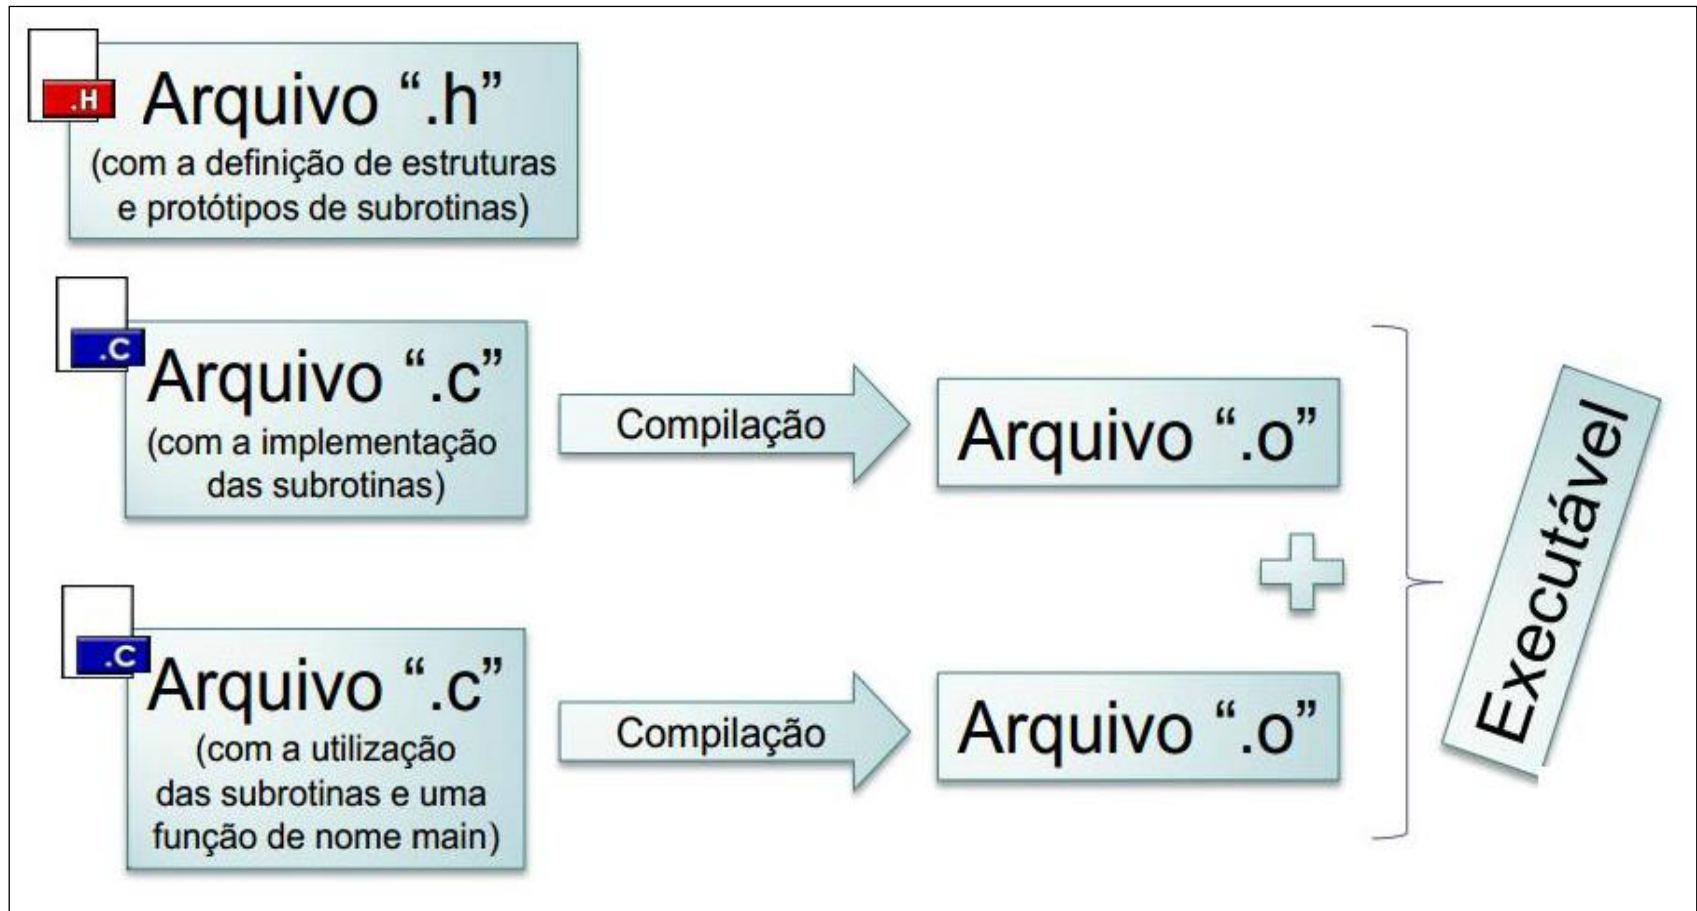 .H
Arquivo “.h”
(com a definição de estruturas
e protótipos de subrotinas)
.C
Arquivo “.c”
(com a implementação
das subrotinas)
Compilação
Arquivo “.o”
.C
Arquivo “.c”
(com a utilização
das subrotinas e uma
função de nome main)
Compilação
Arquivo “.o”
Executável